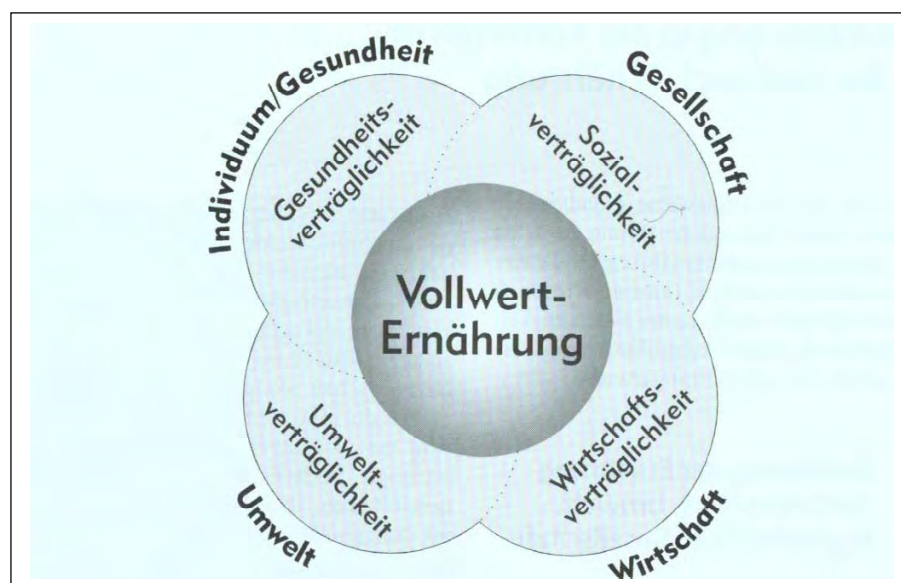 Individuum/Gesundheit
Gesundheits-
verträglichkeit
Gesellschaft
Sozial-
verträglichkeit
Vollwert-
Ernährung
Umwelt-
verträglichkeit
Umwelt
Wirtschafts-
verträglichkeit
Wirtschaft